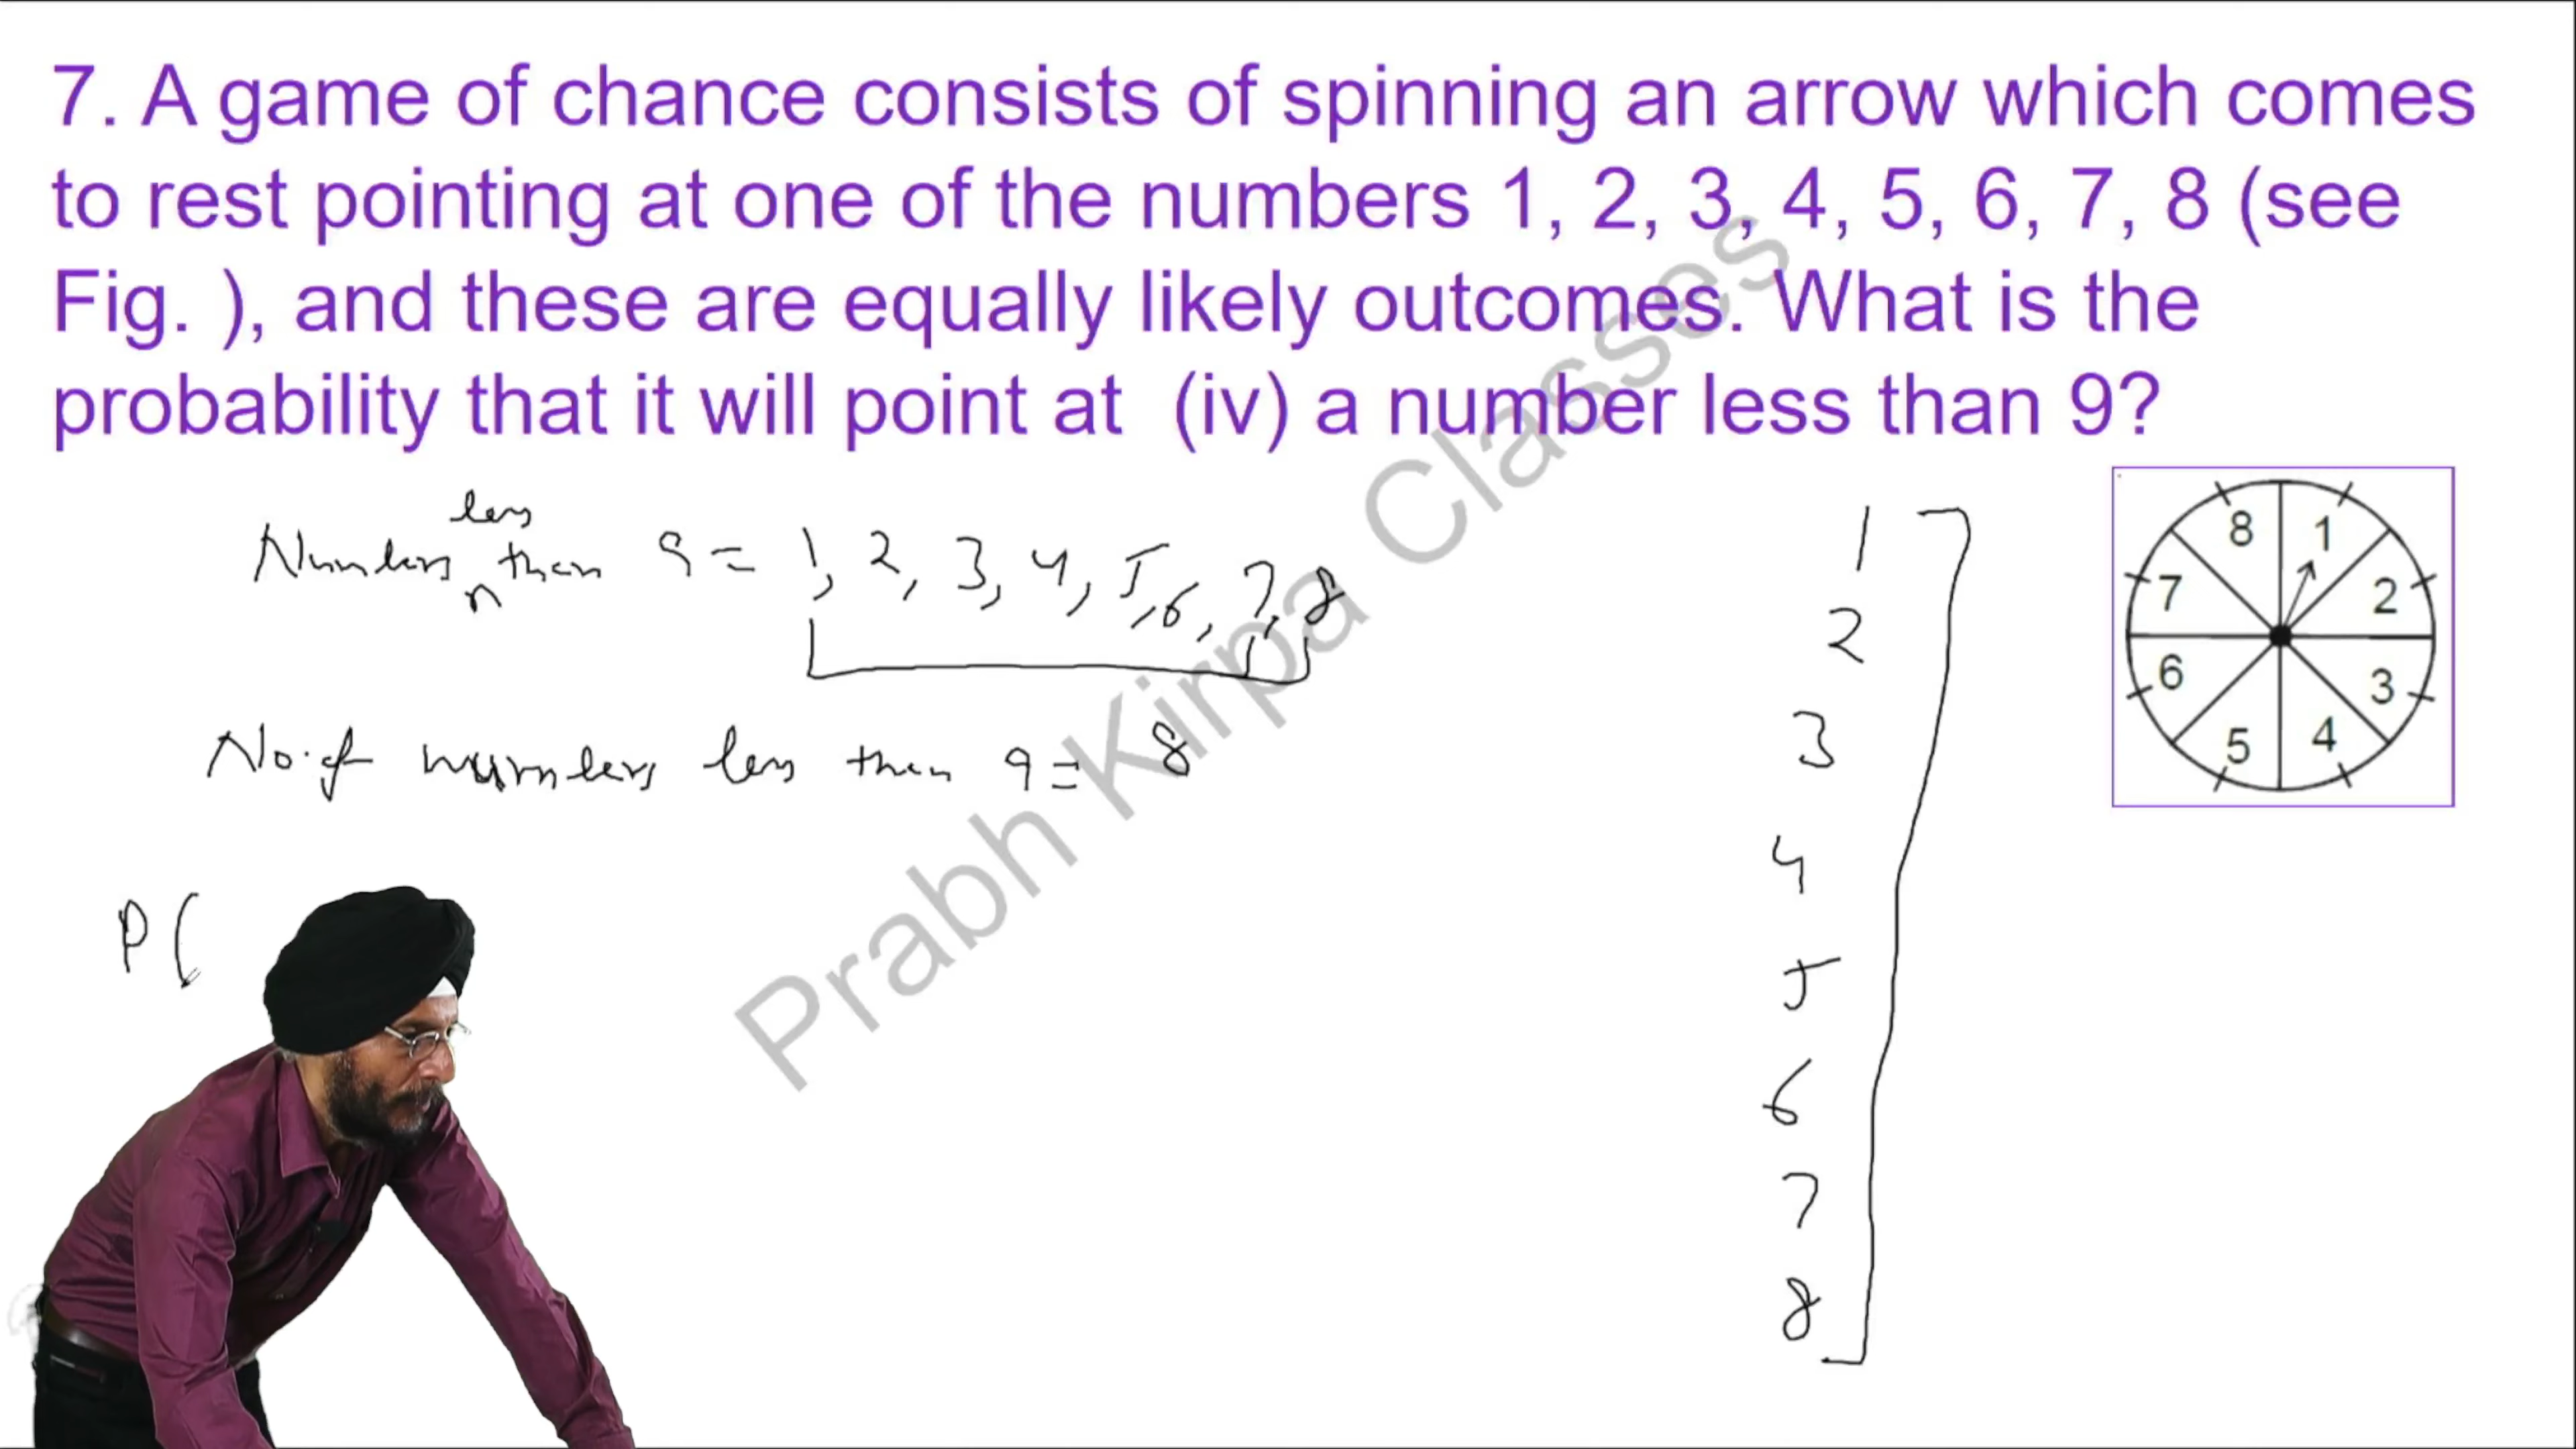 7. A game of chance consists of spinning an arrow which comes
to rest pointing at one of the numbers 1, 2, 3, 4, 5, 6, 7, 8 (see
Fig. ), and these are equally likely outcomes. What is the
probability that it will point at (iv) a number less than 9?
less
Numbers than 9 = 1, 2, 3, 4, 5, 6, 7, 8
No. of numbers less than 9 = 8
P(
1
2
3
4
5
6
7
8
8 1
7 2
6 3
5 4
Prabh Kirpa Classes